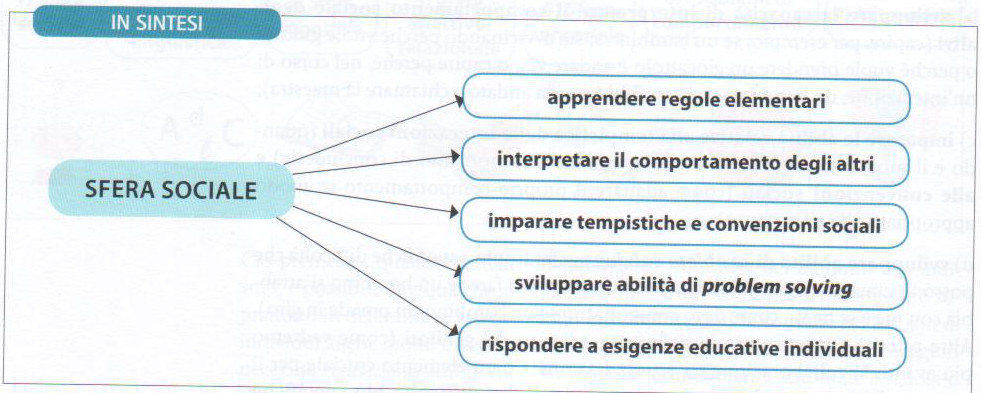 IN SINTESI
SFERA SOCIALE
apprendere regole elementari
interpretare il comportamento degli altri
imparare tempistiche e convenzioni sociali
sviluppare abilità di problem solving
rispondere a esigenze educative individuali